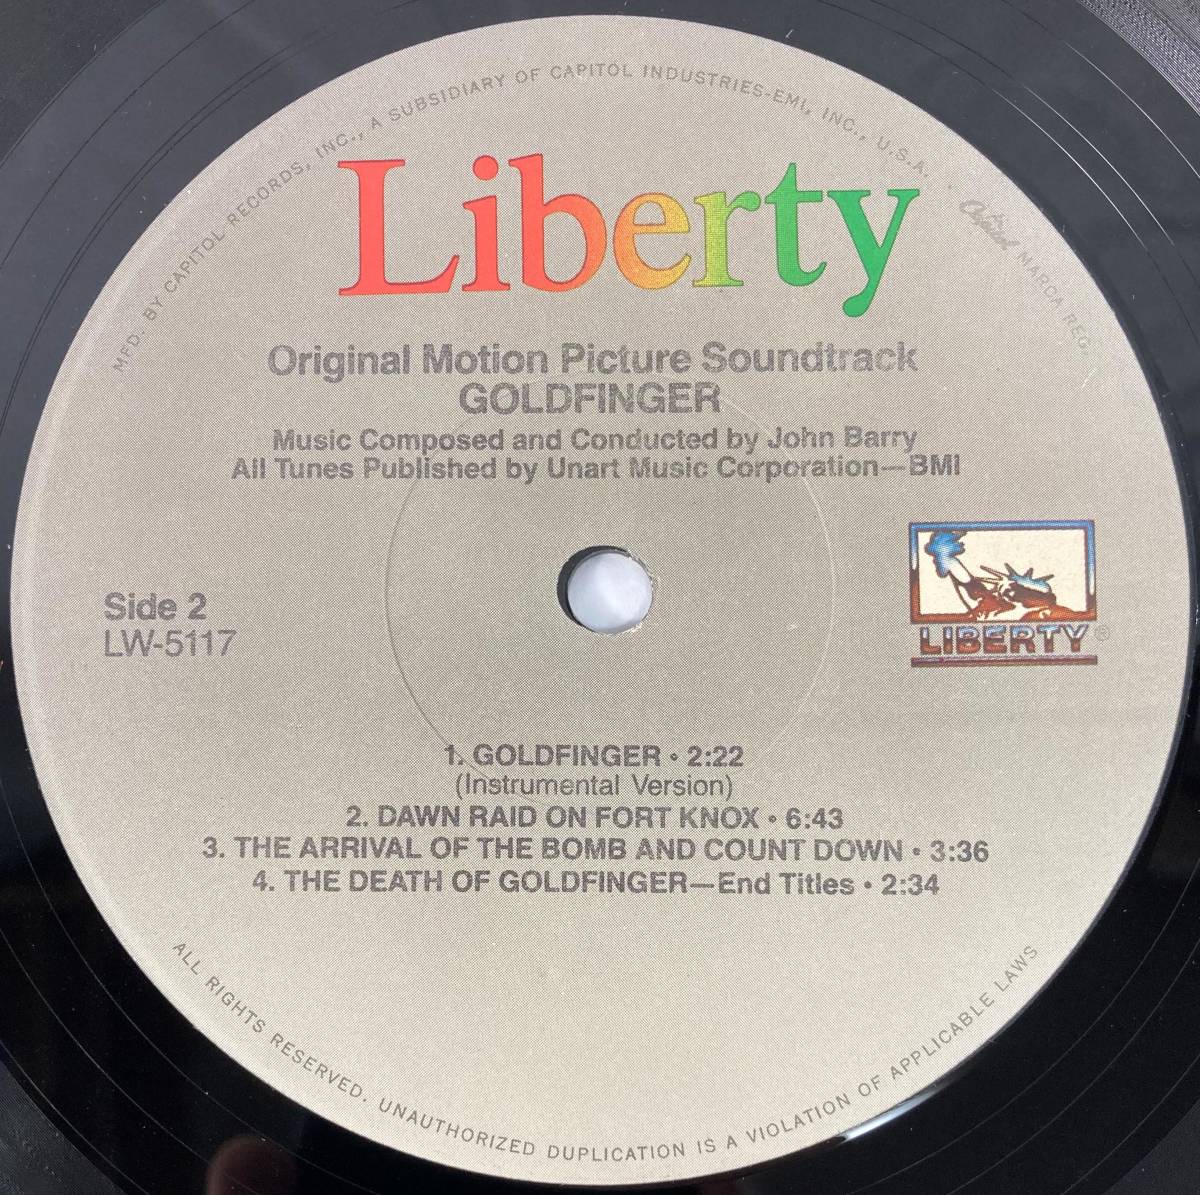 MFD. BY CAPITOL RECORDS, INC., A SUBSIDIARY OF CAPITOL INDUSTRIES-EMI, INC., U.S.A. · Capitol MARCA REG.
Liberty
Original Motion Picture Soundtrack
GOLDFINGER
Music Composed and Conducted by John Barry
All Tunes Published by Unart Music Corporation—BMI
Side 2
LW-5117
LIBERTY®
1. GOLDFINGER • 2:22
(Instrumental Version)
2. DAWN RAID ON FORT KNOX • 6:43
3. THE ARRIVAL OF THE BOMB AND COUNT DOWN • 3:36
4. THE DEATH OF GOLDFINGER—End Titles • 2:34
ALL RIGHTS RESERVED. UNAUTHORIZED DUPLICATION IS A VIOLATION OF APPLICABLE LAWS